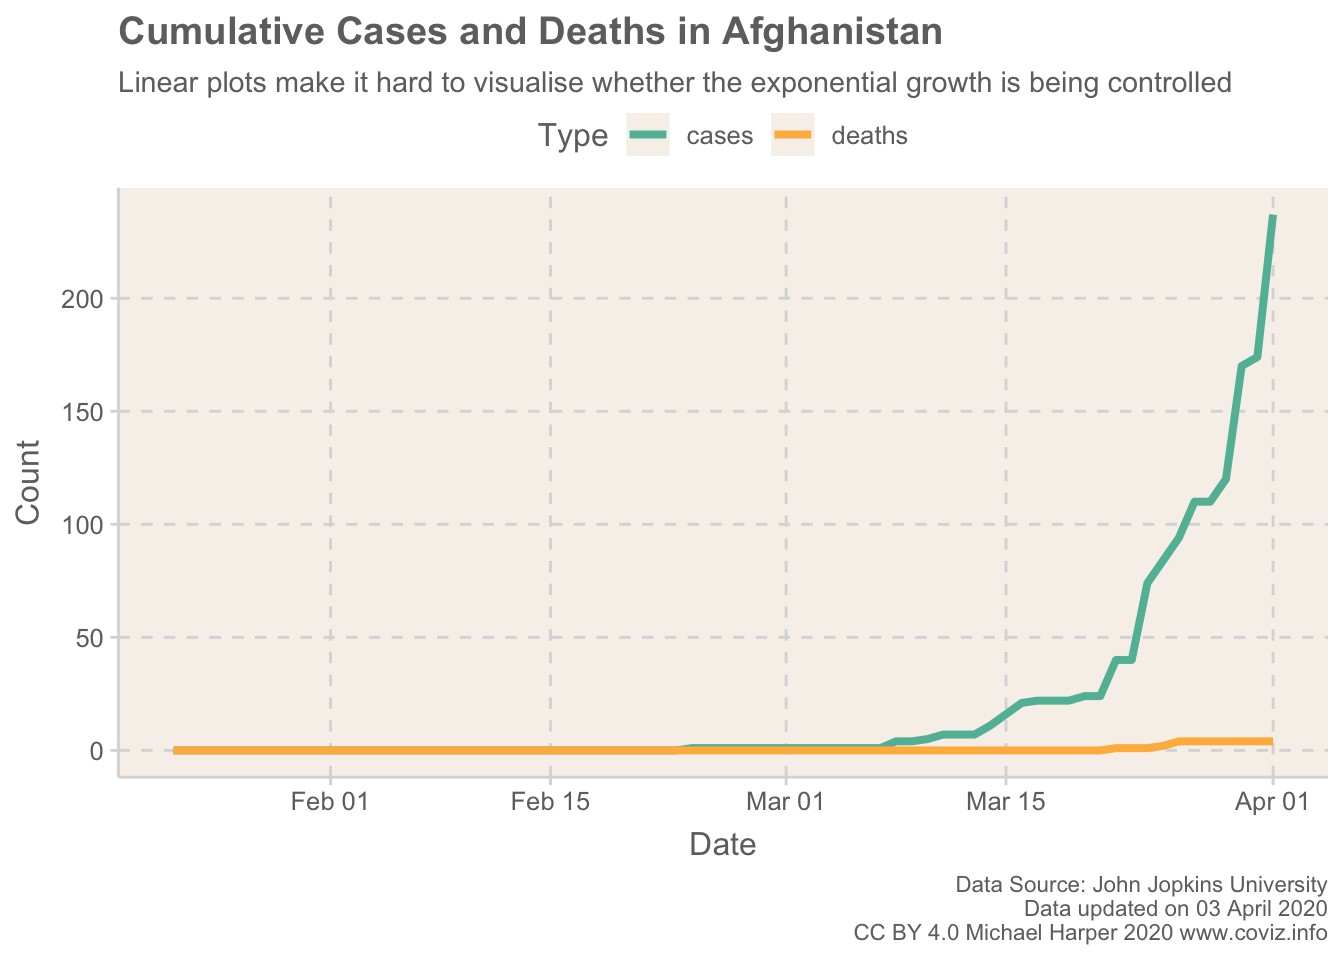 Cumulative Cases and Deaths in Afghanistan
Linear plots make it hard to visualise whether the exponential growth is being controlled
Type cases deaths
Count
200
150
100
50
0
Feb 01 Feb 15 Mar 01 Mar 15 Apr 01
Date
Data Source: John Jopkins University
Data updated on 03 April 2020
CC BY 4.0 Michael Harper 2020 www.coviz.info